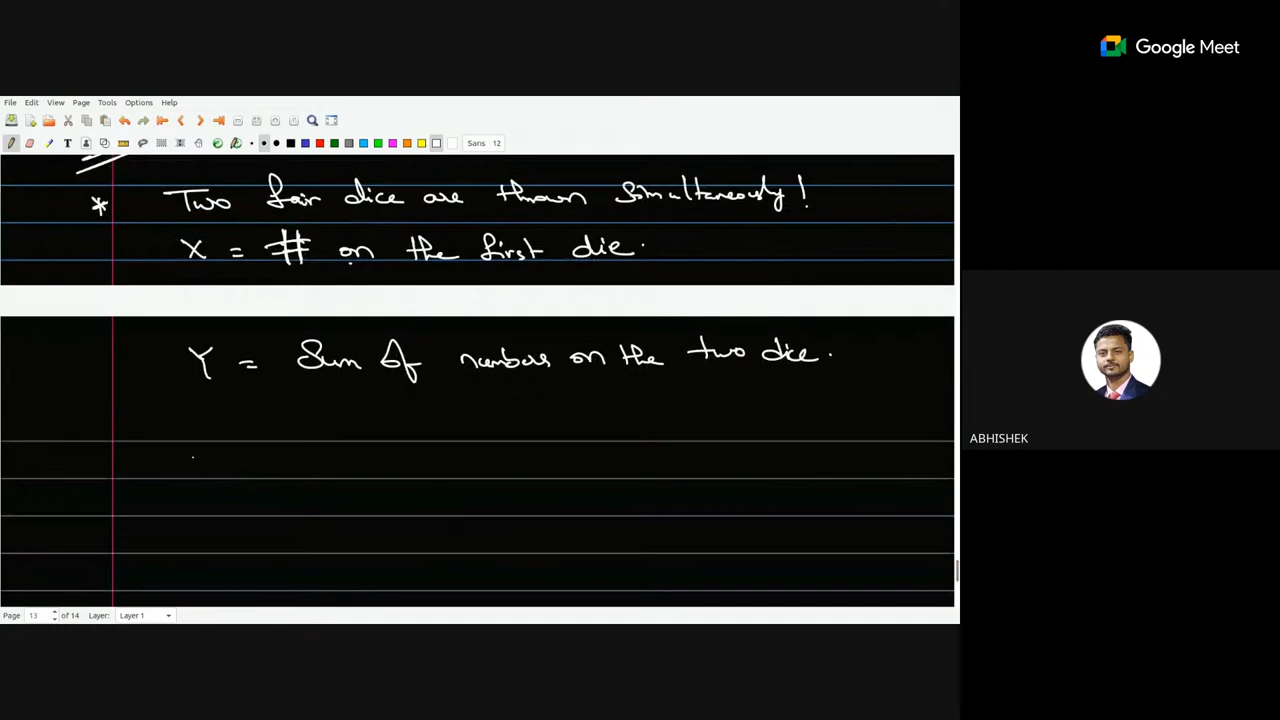 Google Meet
File Edit View Page Tools Options Help
Sans 12
* Two fair dice are thrown simultaneously!
X = # on the first die.
Y = Sum Of numbers on the two dice.
ABHISHEK
Page 13 of 14 Layer: Layer 1